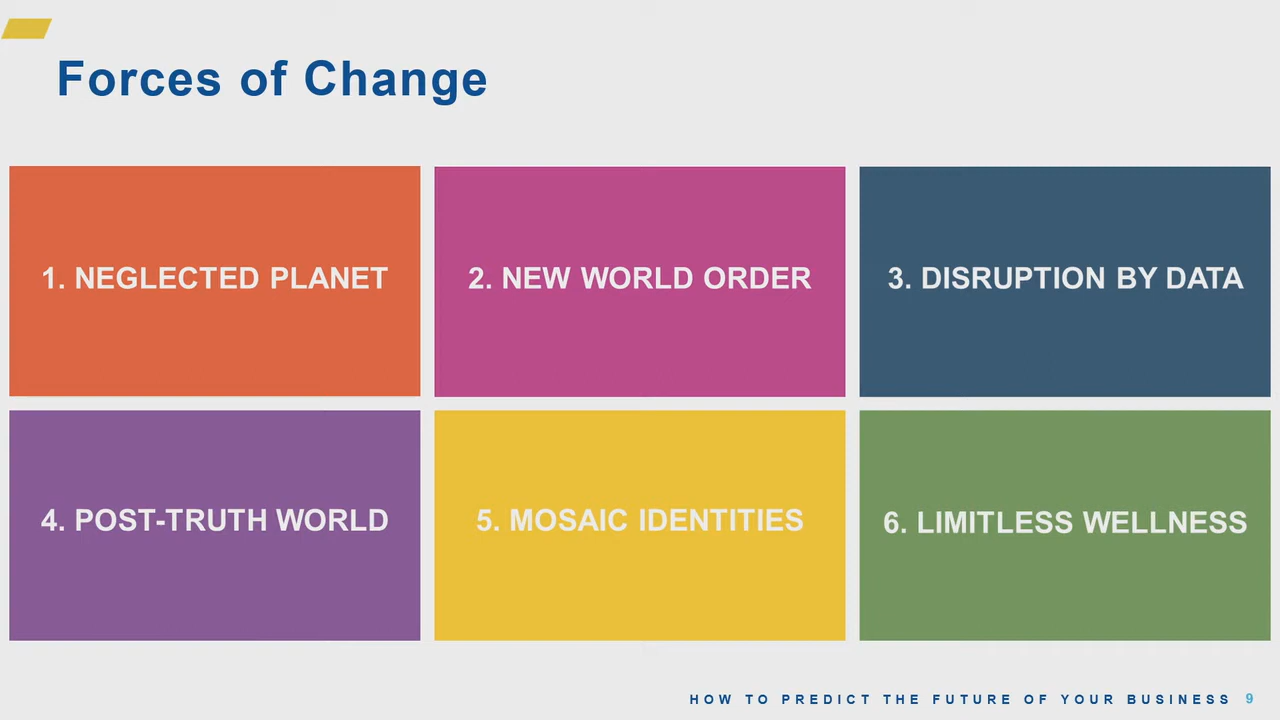 Forces of Change
1. NEGLECTED PLANET
2. NEW WORLD ORDER
3. DISRUPTION BY DATA
4. POST-TRUTH WORLD
5. MOSAIC IDENTITIES
6. LIMITLESS WELLNESS
HOW TO PREDICT THE FUTURE OF YOUR BUSINESS 9